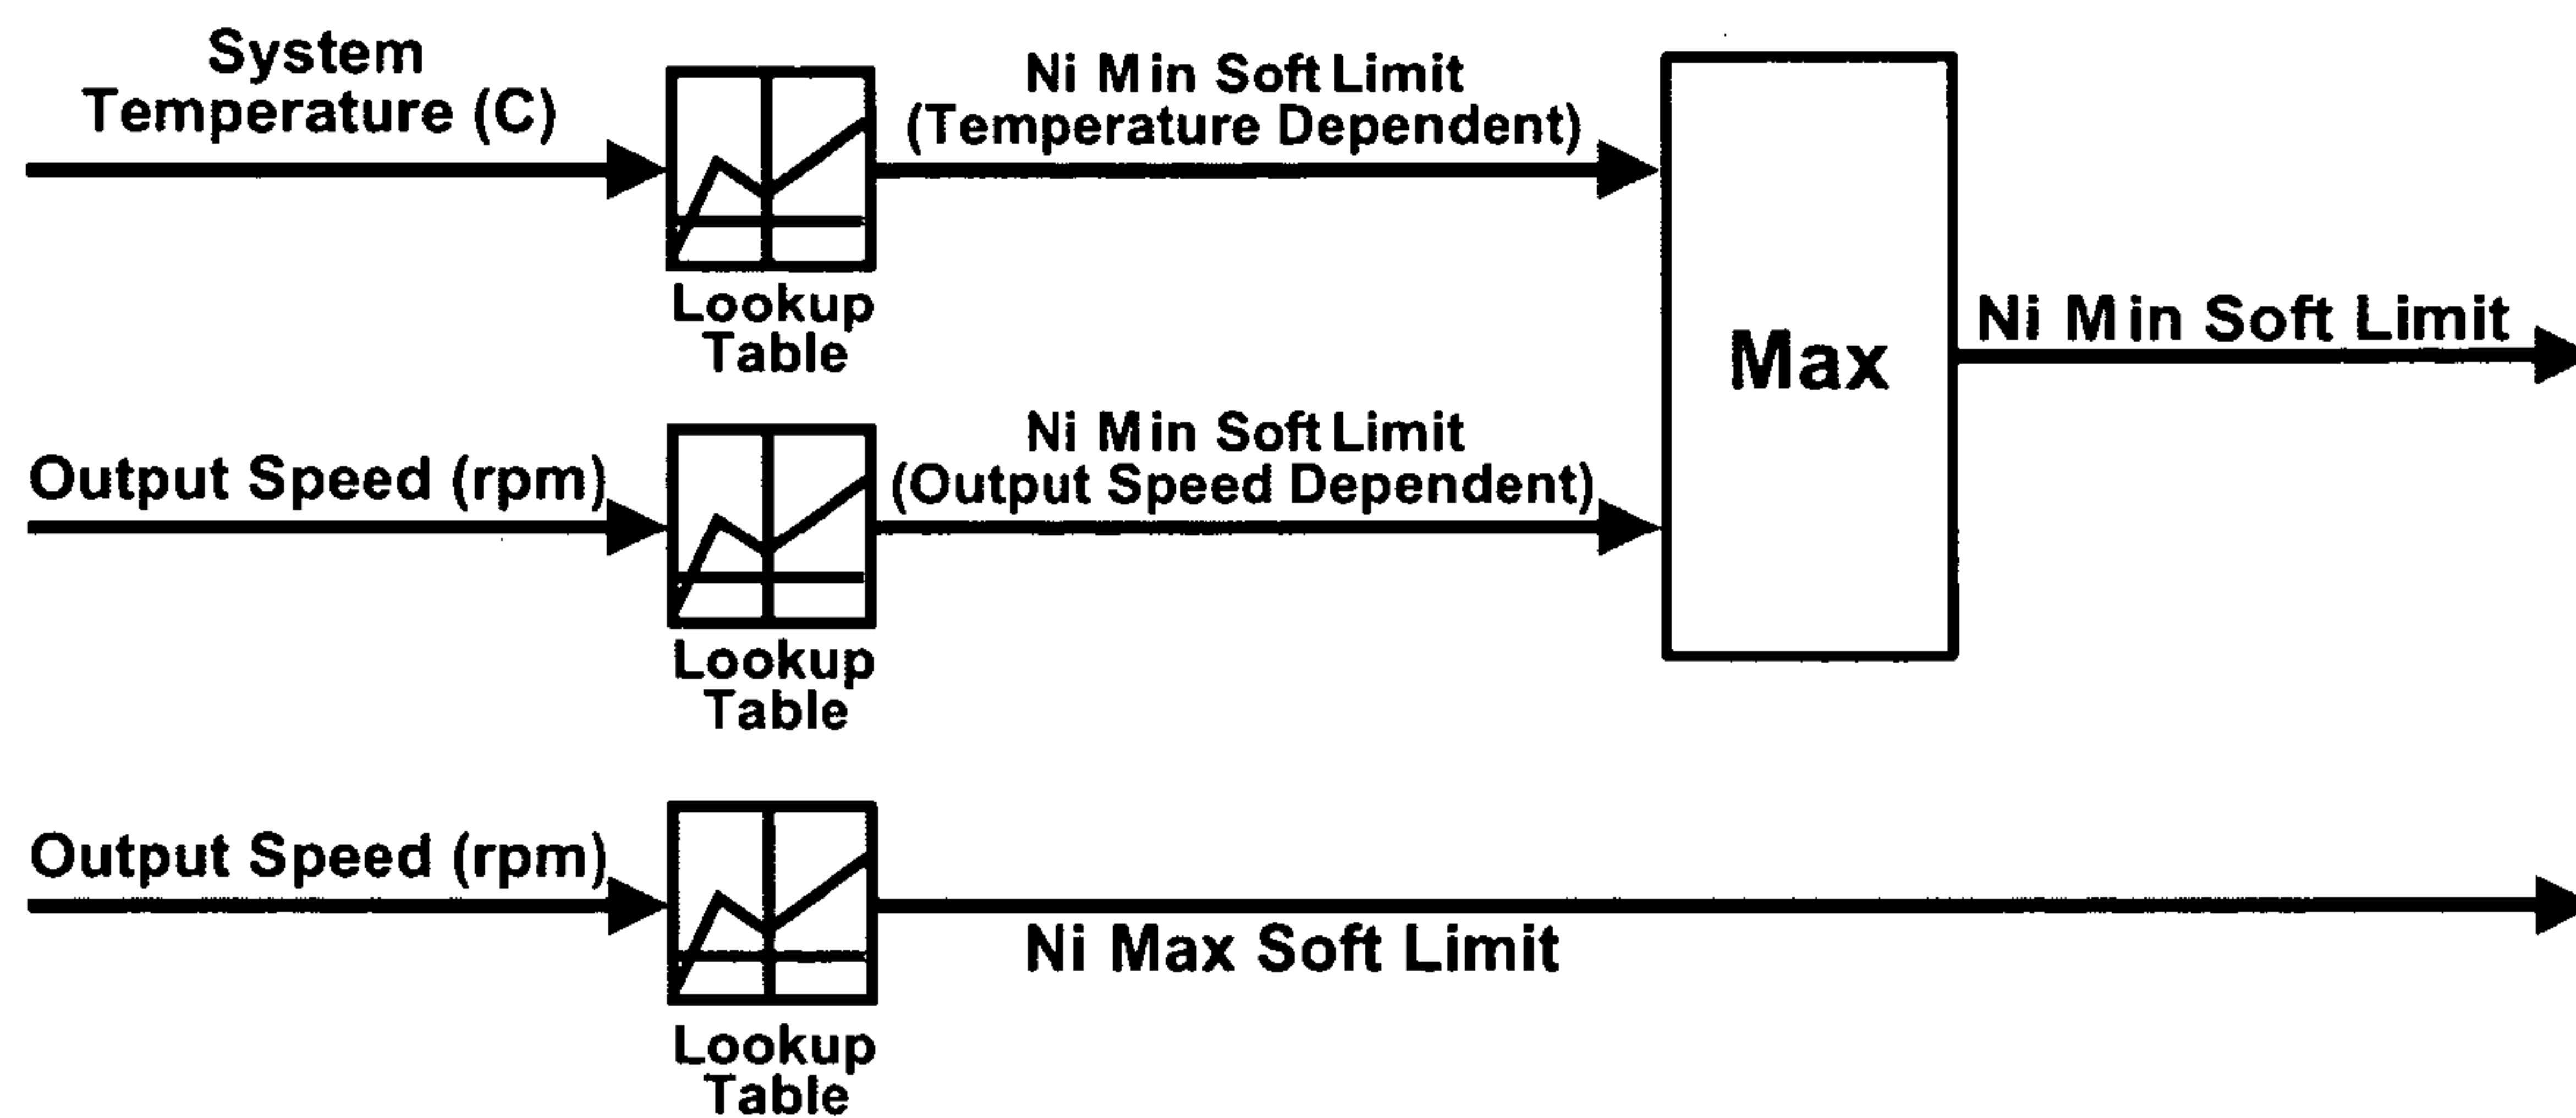 System
Temperature (C)
Ni Min Soft Limit
(Temperature Dependent)
Lookup
Table
Output Speed (rpm)
Ni Min Soft Limit
(Output Speed Dependent)
Lookup
Table
Max
Ni Min Soft Limit
Output Speed (rpm)
Ni Max Soft Limit
Lookup
Table